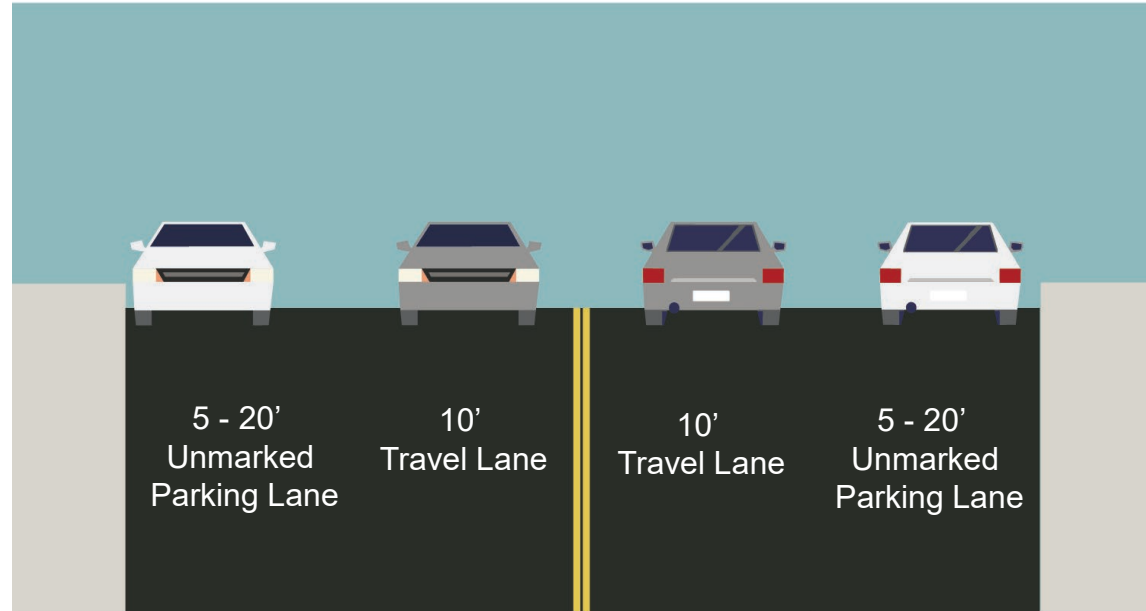 5 - 20’
Unmarked
Parking Lane
10’
Travel Lane
10’
Travel Lane
5 - 20’
Unmarked
Parking Lane